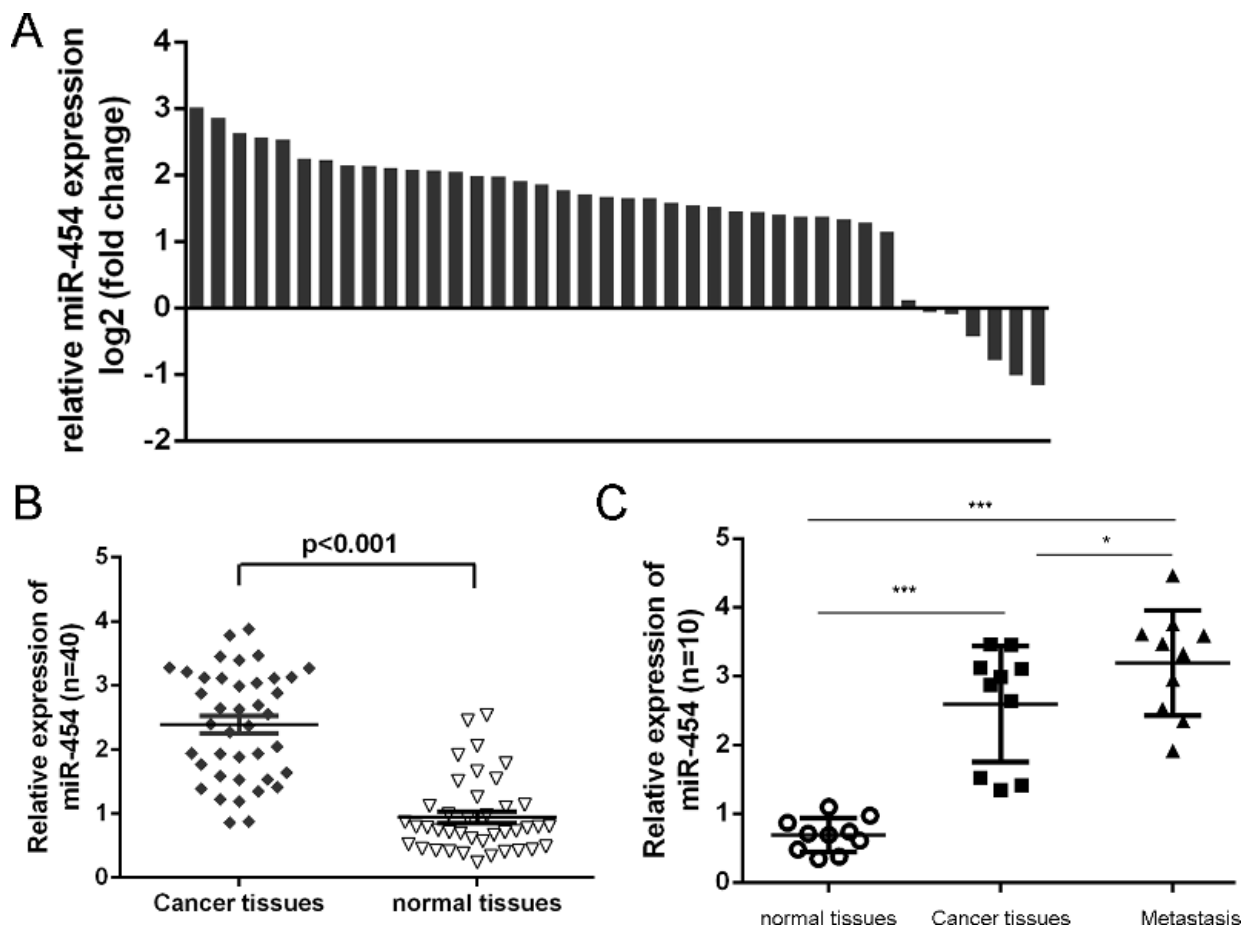 A
relative miR-454 expression
log2 (fold change)
4
3
2
1
0
-1
-2
B
Relative expression of
miR-454 (n=40)
5
4
3
2
1
0
p<0.001
Cancer tissues
normal tissues
C
Relative expression of
miR-454 (n=10)
5
4
3
2
1
0
***
*
***
normal tissues
Cancer tissues
Metastasis